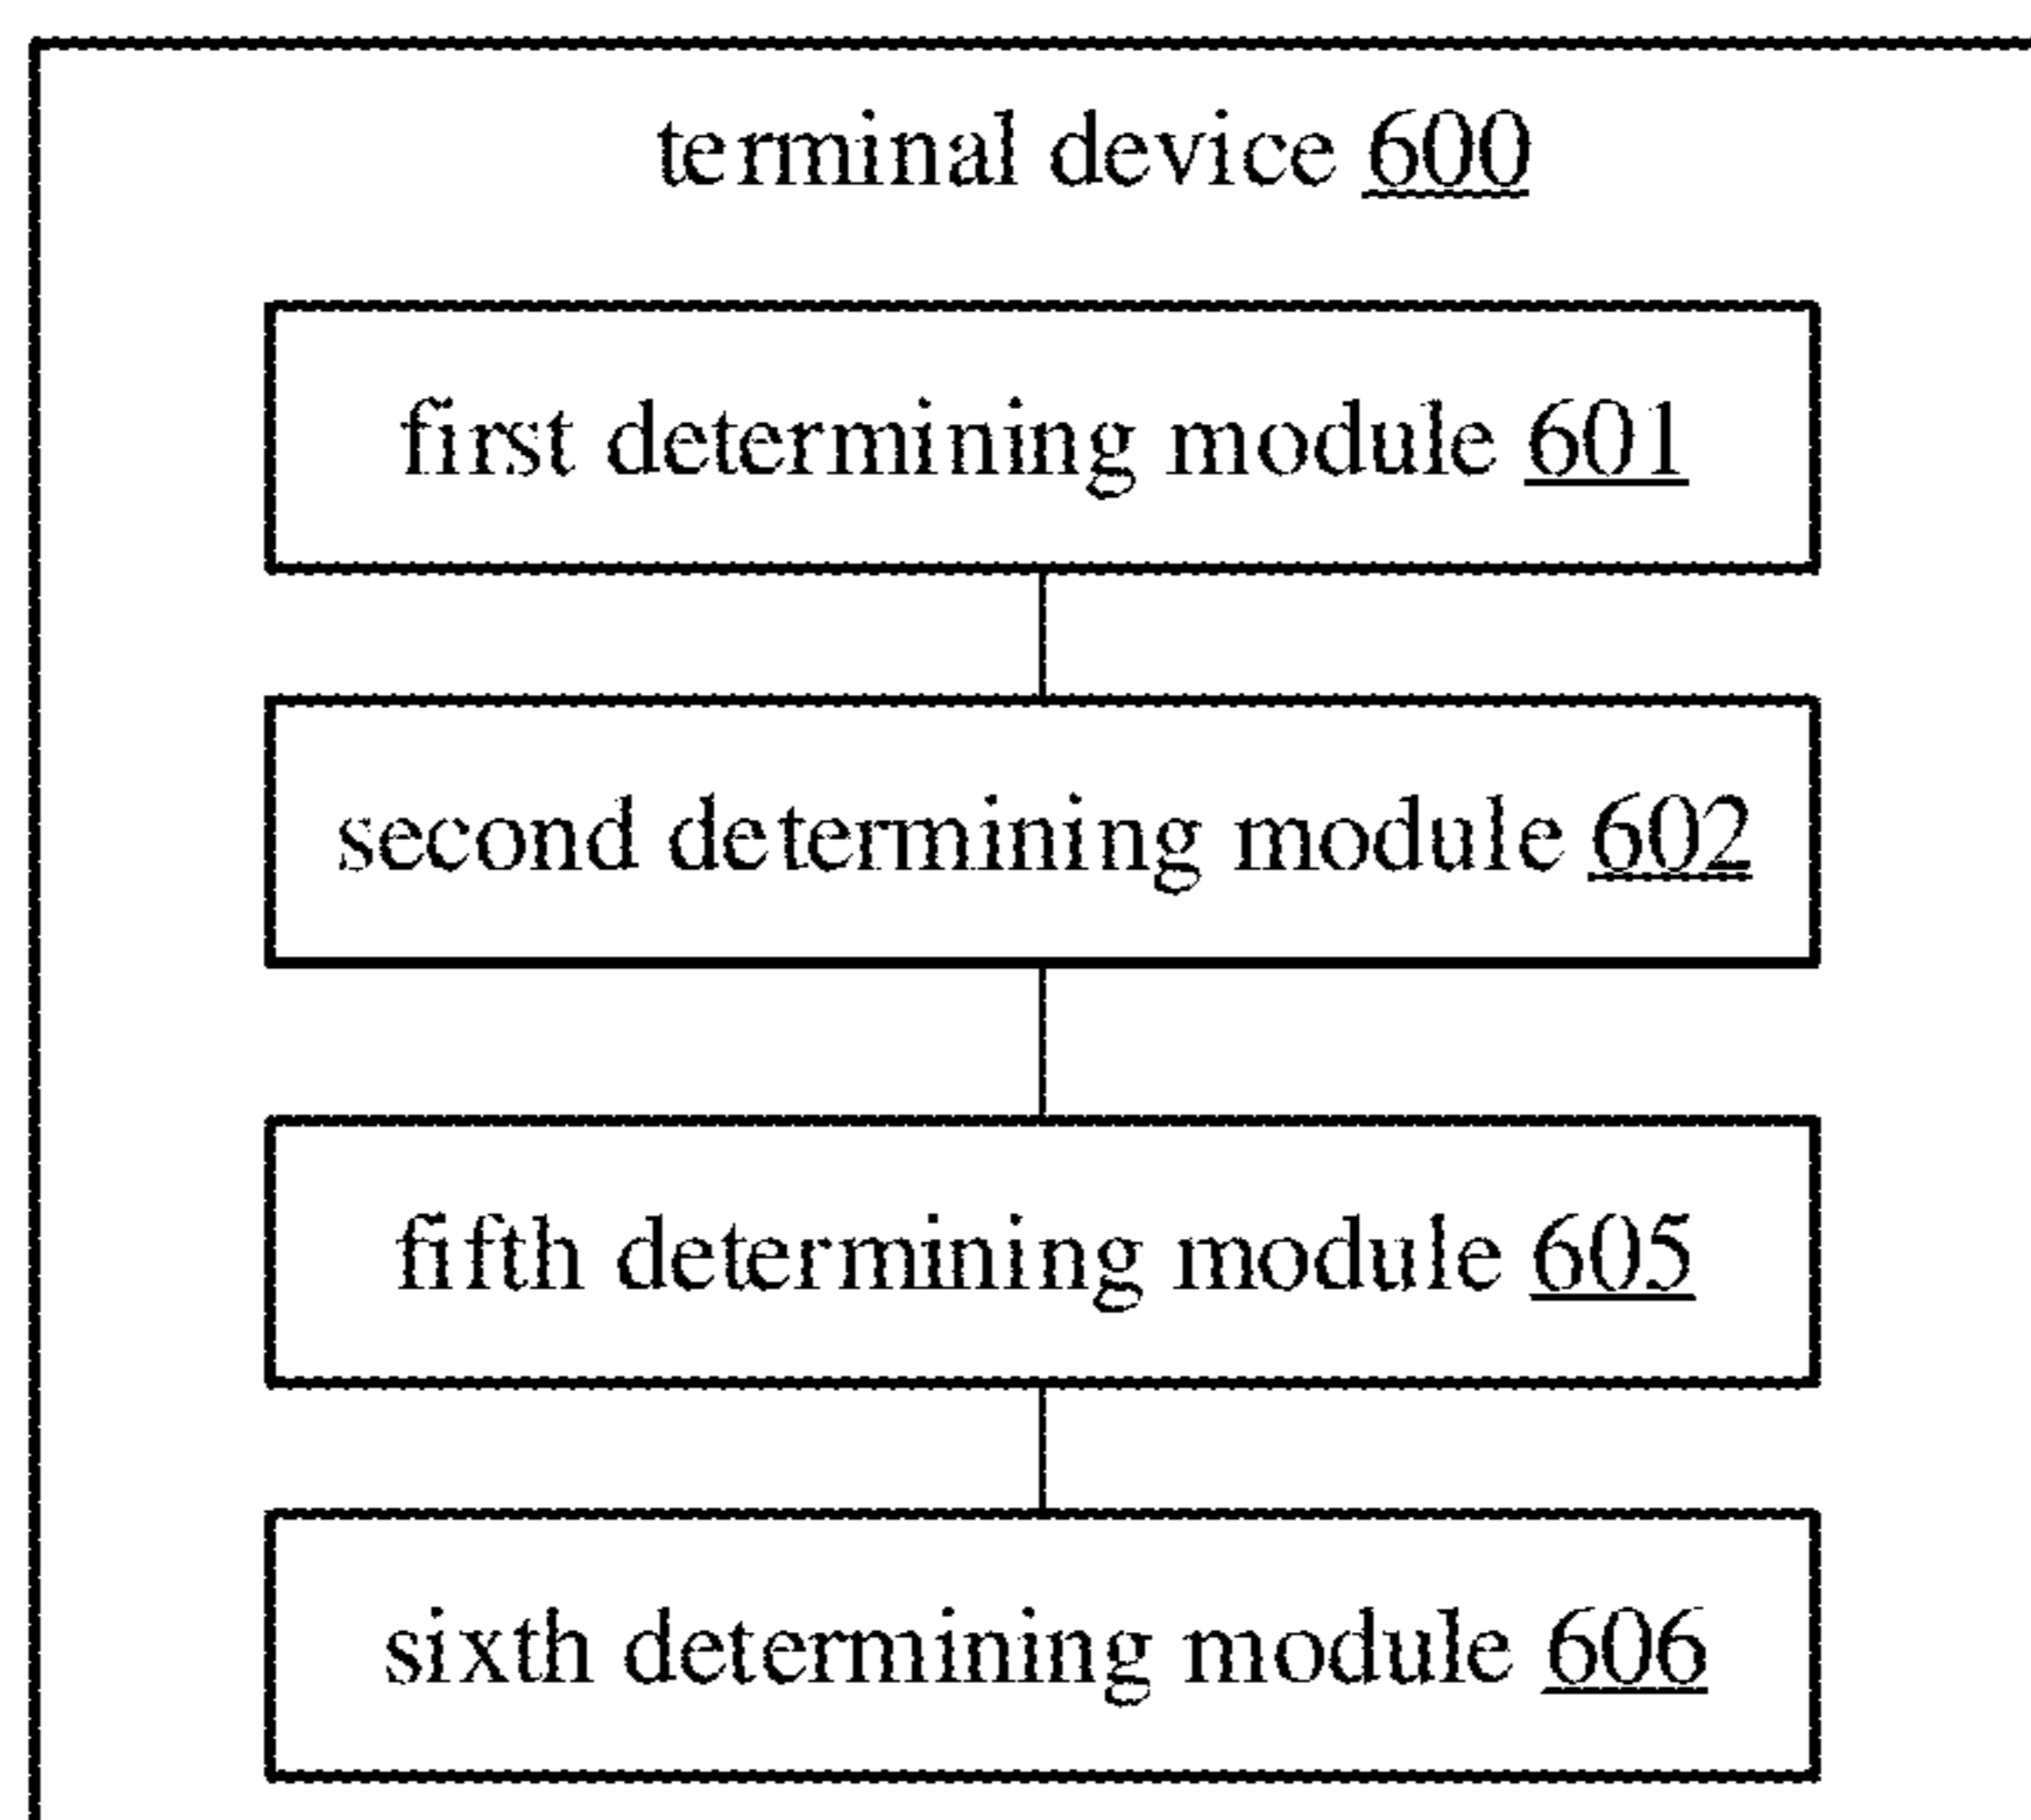 terminal device 600
first determining module 601
second determining module 602
fifth determining module 605
sixth determining module 606